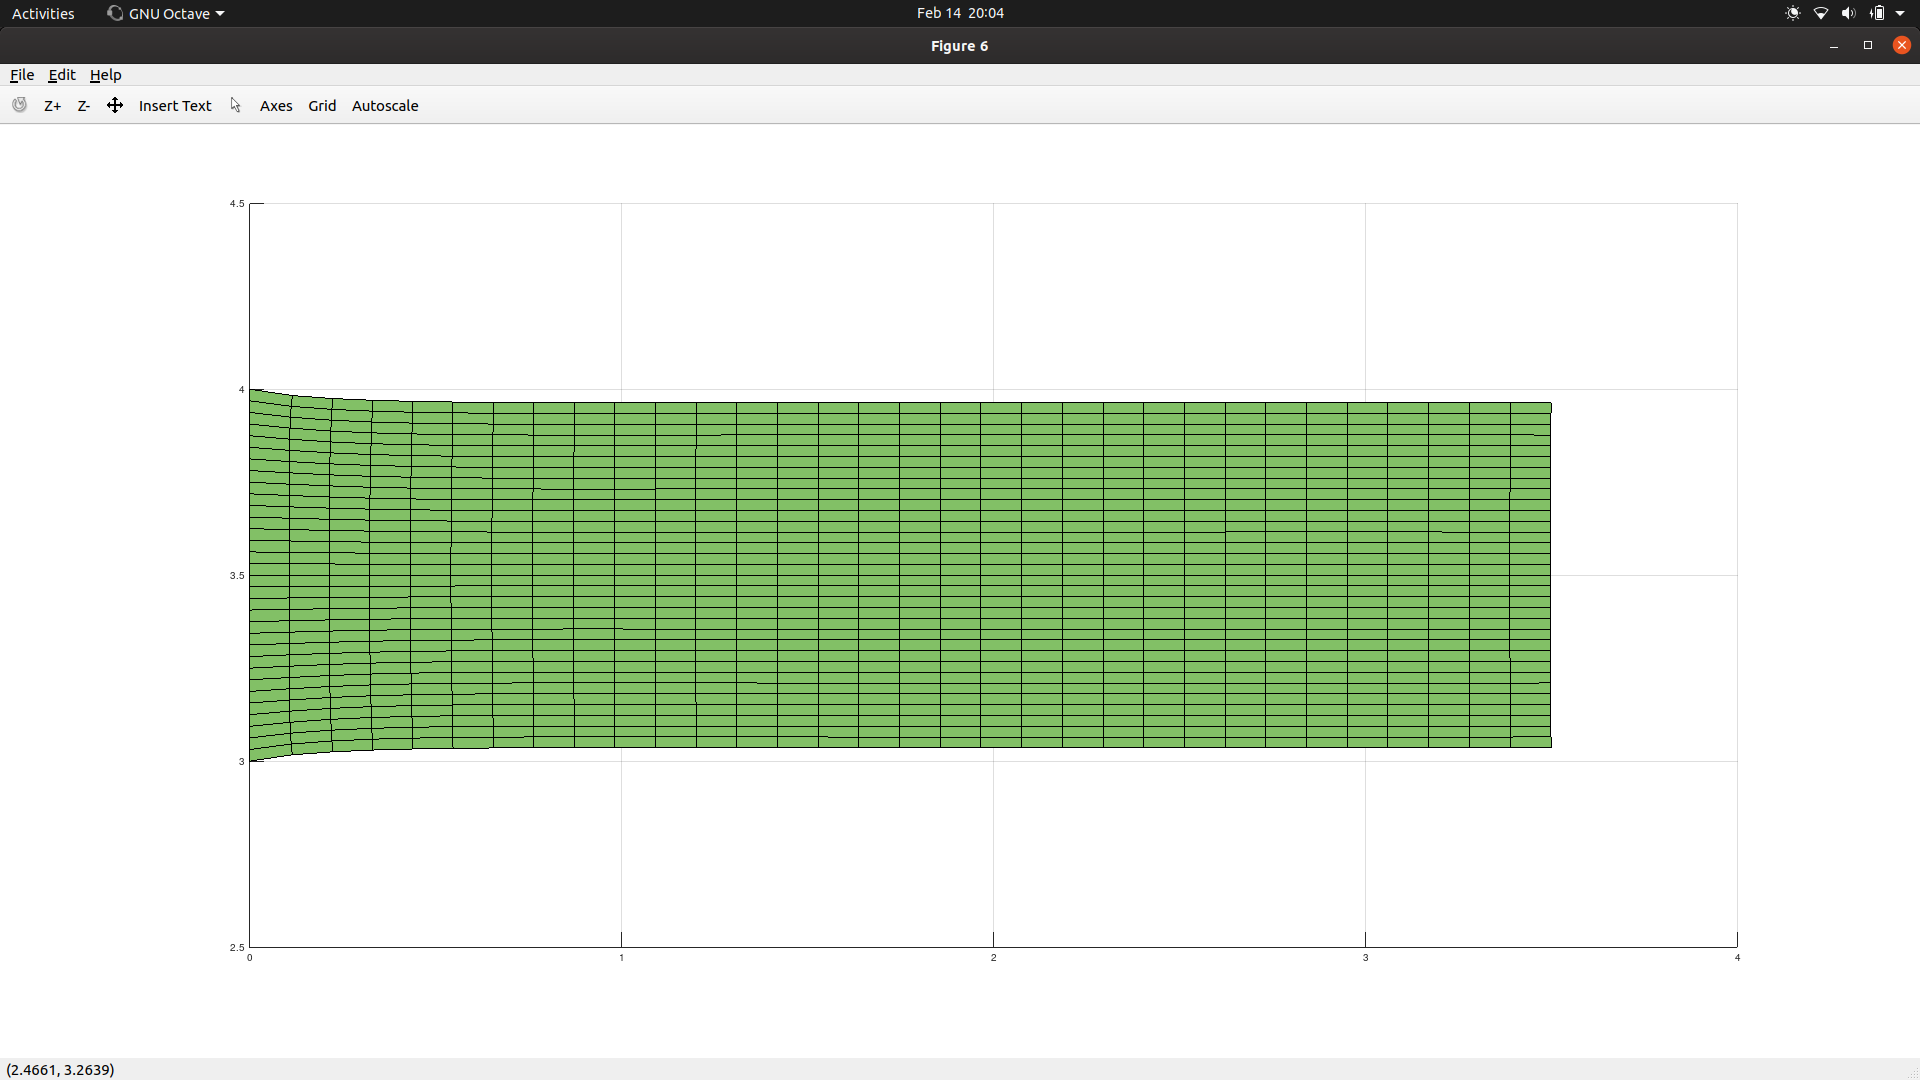 Activities GNU Octave Feb 14 20:04
Figure 6
File Edit Help
Z+ Z- Insert Text Axes Grid Autoscale
4.5
4
3.5
3
2.5
0 1 2 3 4
(2.4661, 3.2639)